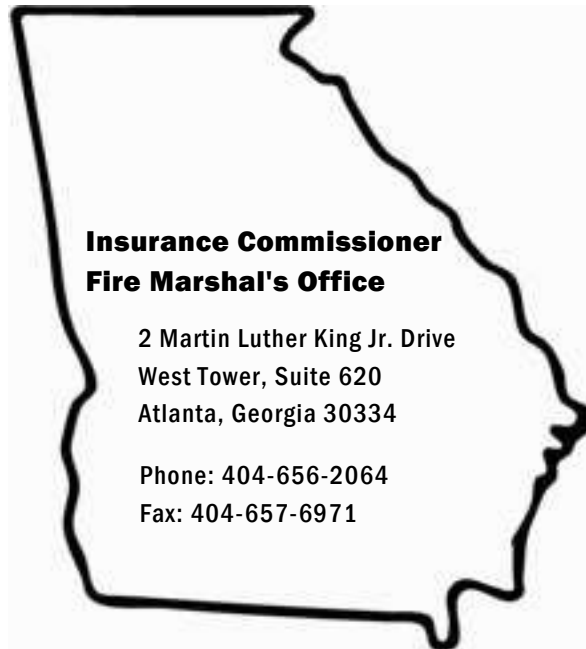 Insurance Commissioner
Fire Marshal's Office
2 Martin Luther King Jr. Drive
West Tower, Suite 620
Atlanta, Georgia 30334
Phone: 404-656-2064
Fax: 404-657-6971